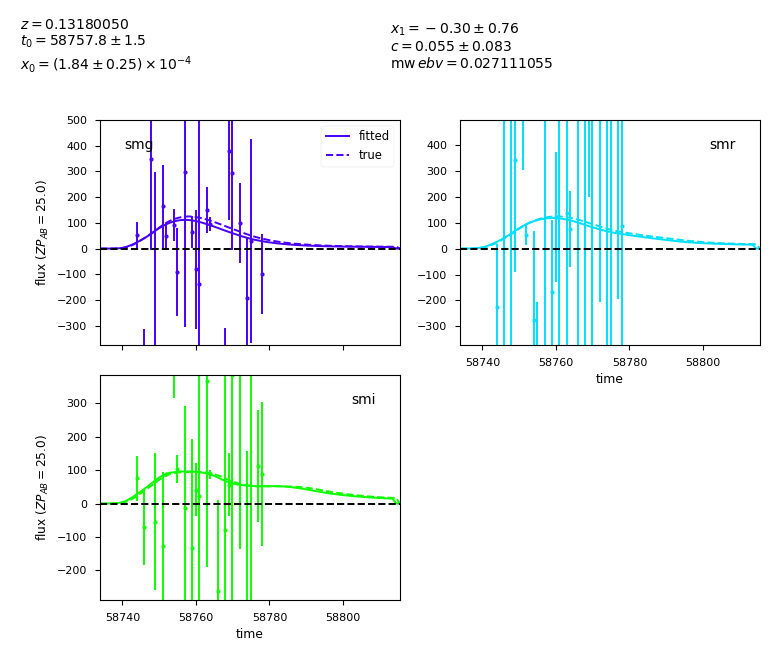 z = 0.13180050
t₀ = 58757.8 ± 1.5
x₀ = (1.84 ± 0.25) × 10⁻⁴
x₁ = −0.30 ± 0.76
c = 0.055 ± 0.083
mw ebv = 0.027111055
smg
fitted
true
500
400
300
200
100
0
−100
−200
−300
flux (ZP_AB = 25.0)
smr
400
300
200
100
0
−100
−200
−300
58740 58760 58780 58800
time
smi
300
200
100
0
−100
−200
flux (ZP_AB = 25.0)
58740 58760 58780 58800
time